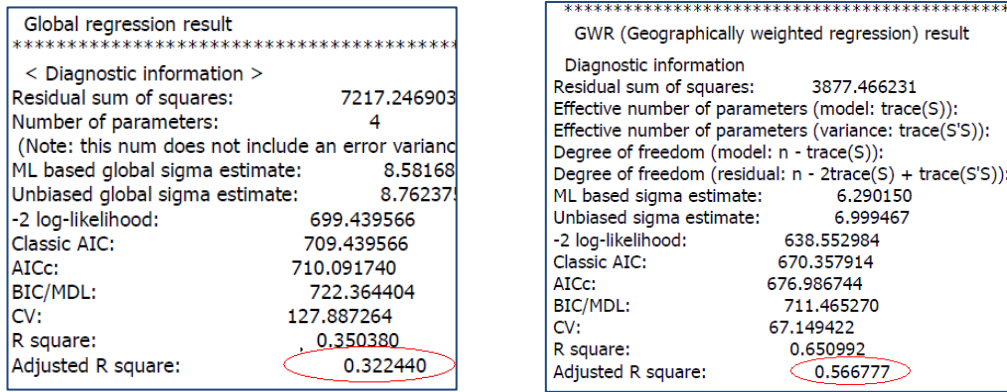 Global regression result
*****************************************
< Diagnostic information >
Residual sum of squares: 7217.246903
Number of parameters: 4
(Note: this num does not include an error varianc
ML based global sigma estimate: 8.58168
Unbiased global sigma estimate: 8.76237
-2 log-likelihood: 699.439566
Classic AIC: 709.439566
AICc: 710.091740
BIC/MDL: 722.364404
CV: 127.887264
R square: 0.350380
Adjusted R square: 0.322440
*****************************************
GWR (Geographically weighted regression) result
Diagnostic information
Residual sum of squares: 3877.466231
Effective number of parameters (model: trace(S)):
Effective number of parameters (variance: trace(S'S)):
Degree of freedom (model: n - trace(S)):
Degree of freedom (residual: n - 2trace(S) + trace(S'S)):
ML based sigma estimate: 6.290150
Unbiased sigma estimate: 6.999467
-2 log-likelihood: 638.552984
Classic AIC: 670.357914
AICc: 676.986744
BIC/MDL: 711.465270
CV: 67.149422
R square: 0.650992
Adjusted R square: 0.566777